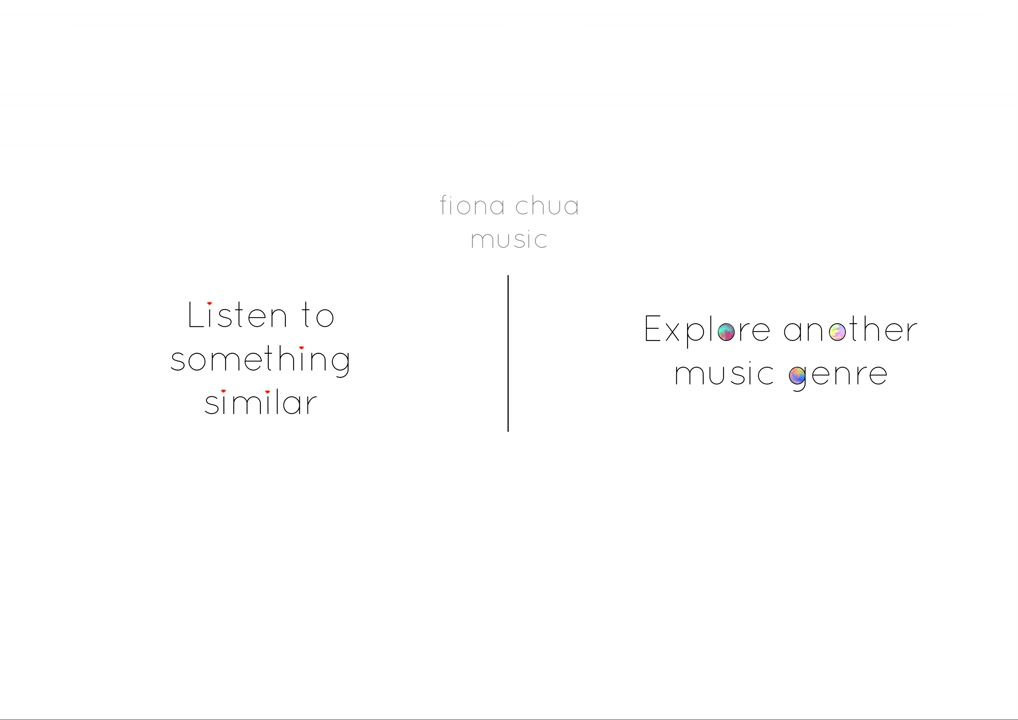 fiona chua
music
Listen to
something
similar
Explore another
music genre